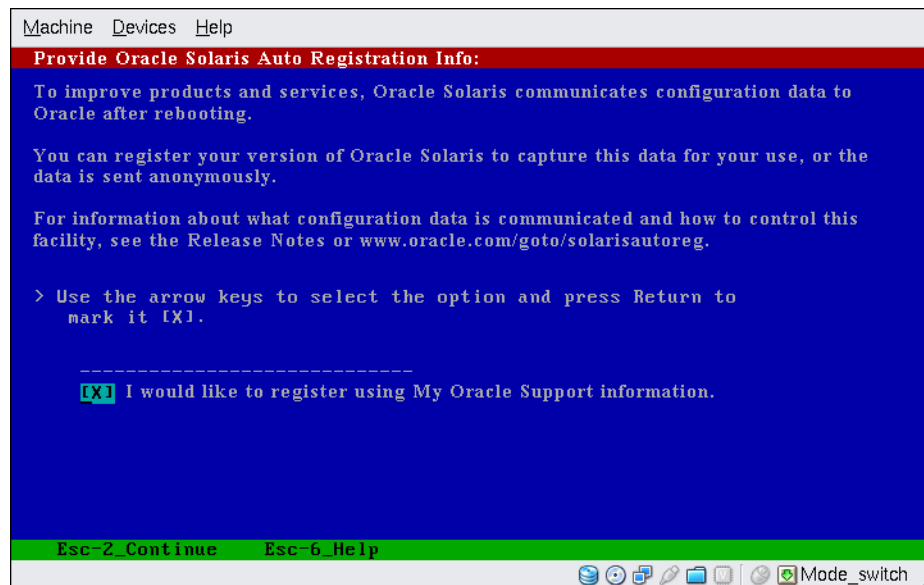 Machine Devices Help
Provide Oracle Solaris Auto Registration Info:
To improve products and services, Oracle Solaris communicates configuration data to
Oracle after rebooting.
You can register your version of Oracle Solaris to capture this data for your use, or the
data is sent anonymously.
For information about what configuration data is communicated and how to control this
facility, see the Release Notes or www.oracle.com/goto/solarisautoreg.
> Use the arrow keys to select the option and press Return to
mark it [X].
____________________________
[X] I would like to register using My Oracle Support information.
Esc-2_Continue Esc-6_Help
Mode_switch